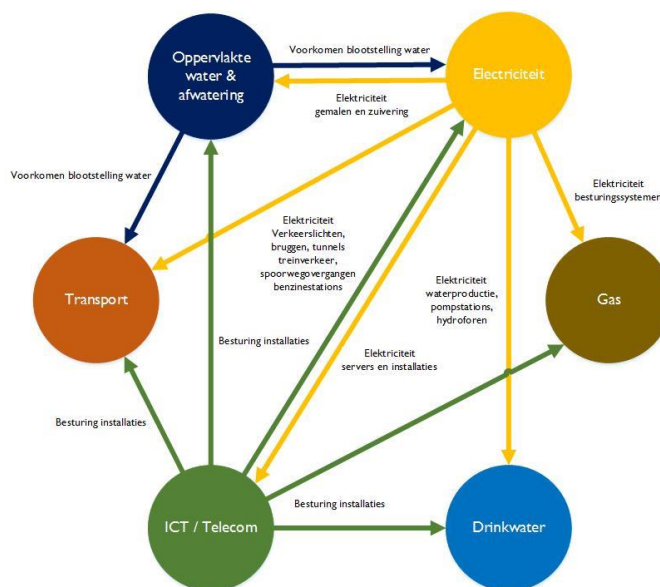 Oppervlakte
water &
afwatering
Voorkomen blootstelling water
Electriciteit
Elektriciteit
gemalen en zuivering
Voorkomen blootstelling water
Elektriciteit
besturingssystemen
Elektriciteit
Verkeerslichten,
bruggen, tunnels
treinverkeer,
spoorwegovergangen
benzinestations
Transport
Elektriciteit
waterproductie,
pompstations,
hydroforen
Gas
Besturing installaties
Elektriciteit
servers en installaties
Besturing installaties
ICT / Telecom
Besturing installaties
Drinkwater